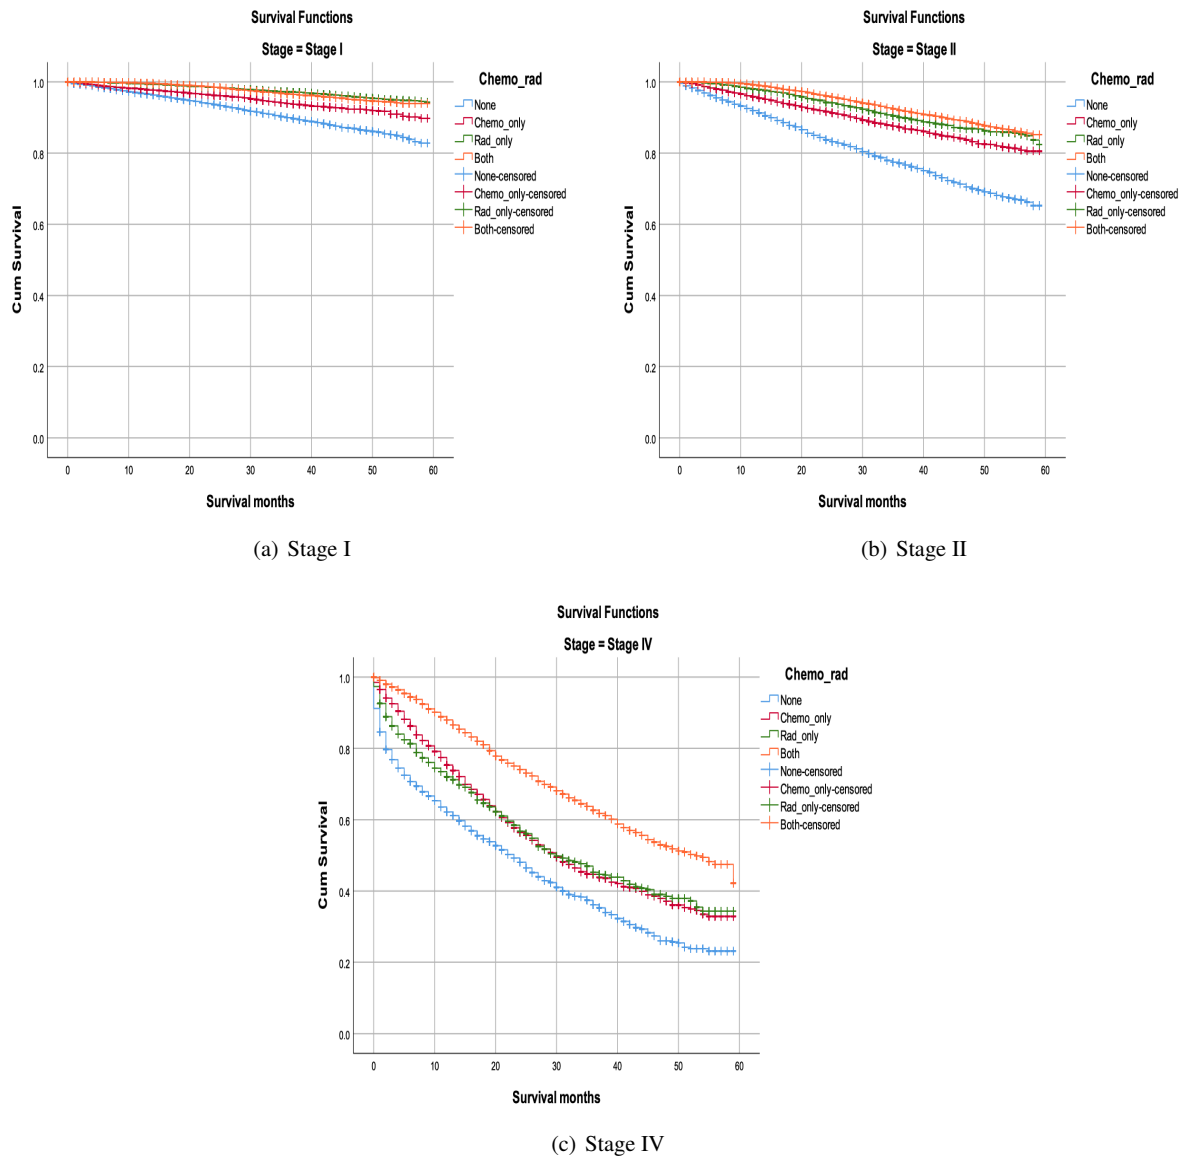 Survival Functions
Stage = Stage I
Chemo_rad
None
Chemo_only
Rad_only
Both
None-censored
Chemo_only-censored
Rad_only-censored
Both-censored
Cum Survival
1.0
0.8
0.6
0.4
0.2
0.0
0 10 20 30 40 50 60
Survival months
(a) Stage I
Survival Functions
Stage = Stage II
Chemo_rad
None
Chemo_only
Rad_only
Both
None-censored
Chemo_only-censored
Rad_only-censored
Both-censored
Cum Survival
1.0
0.8
0.6
0.4
0.2
0.0
0 10 20 30 40 50 60
Survival months
(b) Stage II
Survival Functions
Stage = Stage IV
Chemo_rad
None
Chemo_only
Rad_only
Both
None-censored
Chemo_only-censored
Rad_only-censored
Both-censored
Cum Survival
1.0
0.8
0.6
0.4
0.2
0.0
0 10 20 30 40 50 60
Survival months
(c) Stage IV